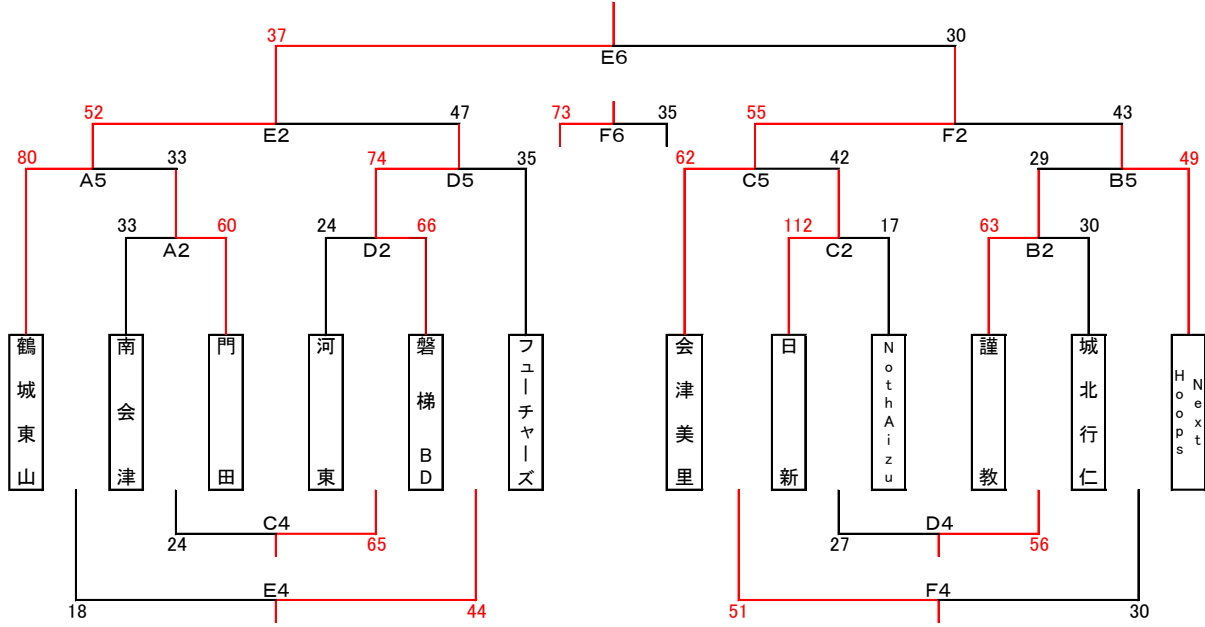 37 30
E6
52 47 73 35 55 43
E2 F6 F2
80 33 74 35 62 42 29 49
A5 D5 C5 B5
33 60 24 66 112 17 63 30
A2 D2 C2 B2
鶴城東山
南会津
門田
河東
磐梯BD
フューチャーズ
会津美里
日新
NothAizu
謹教
城北行仁
Next
Hoops
C4 D4
24 65 27 56
E4 F4
18 44 51 30